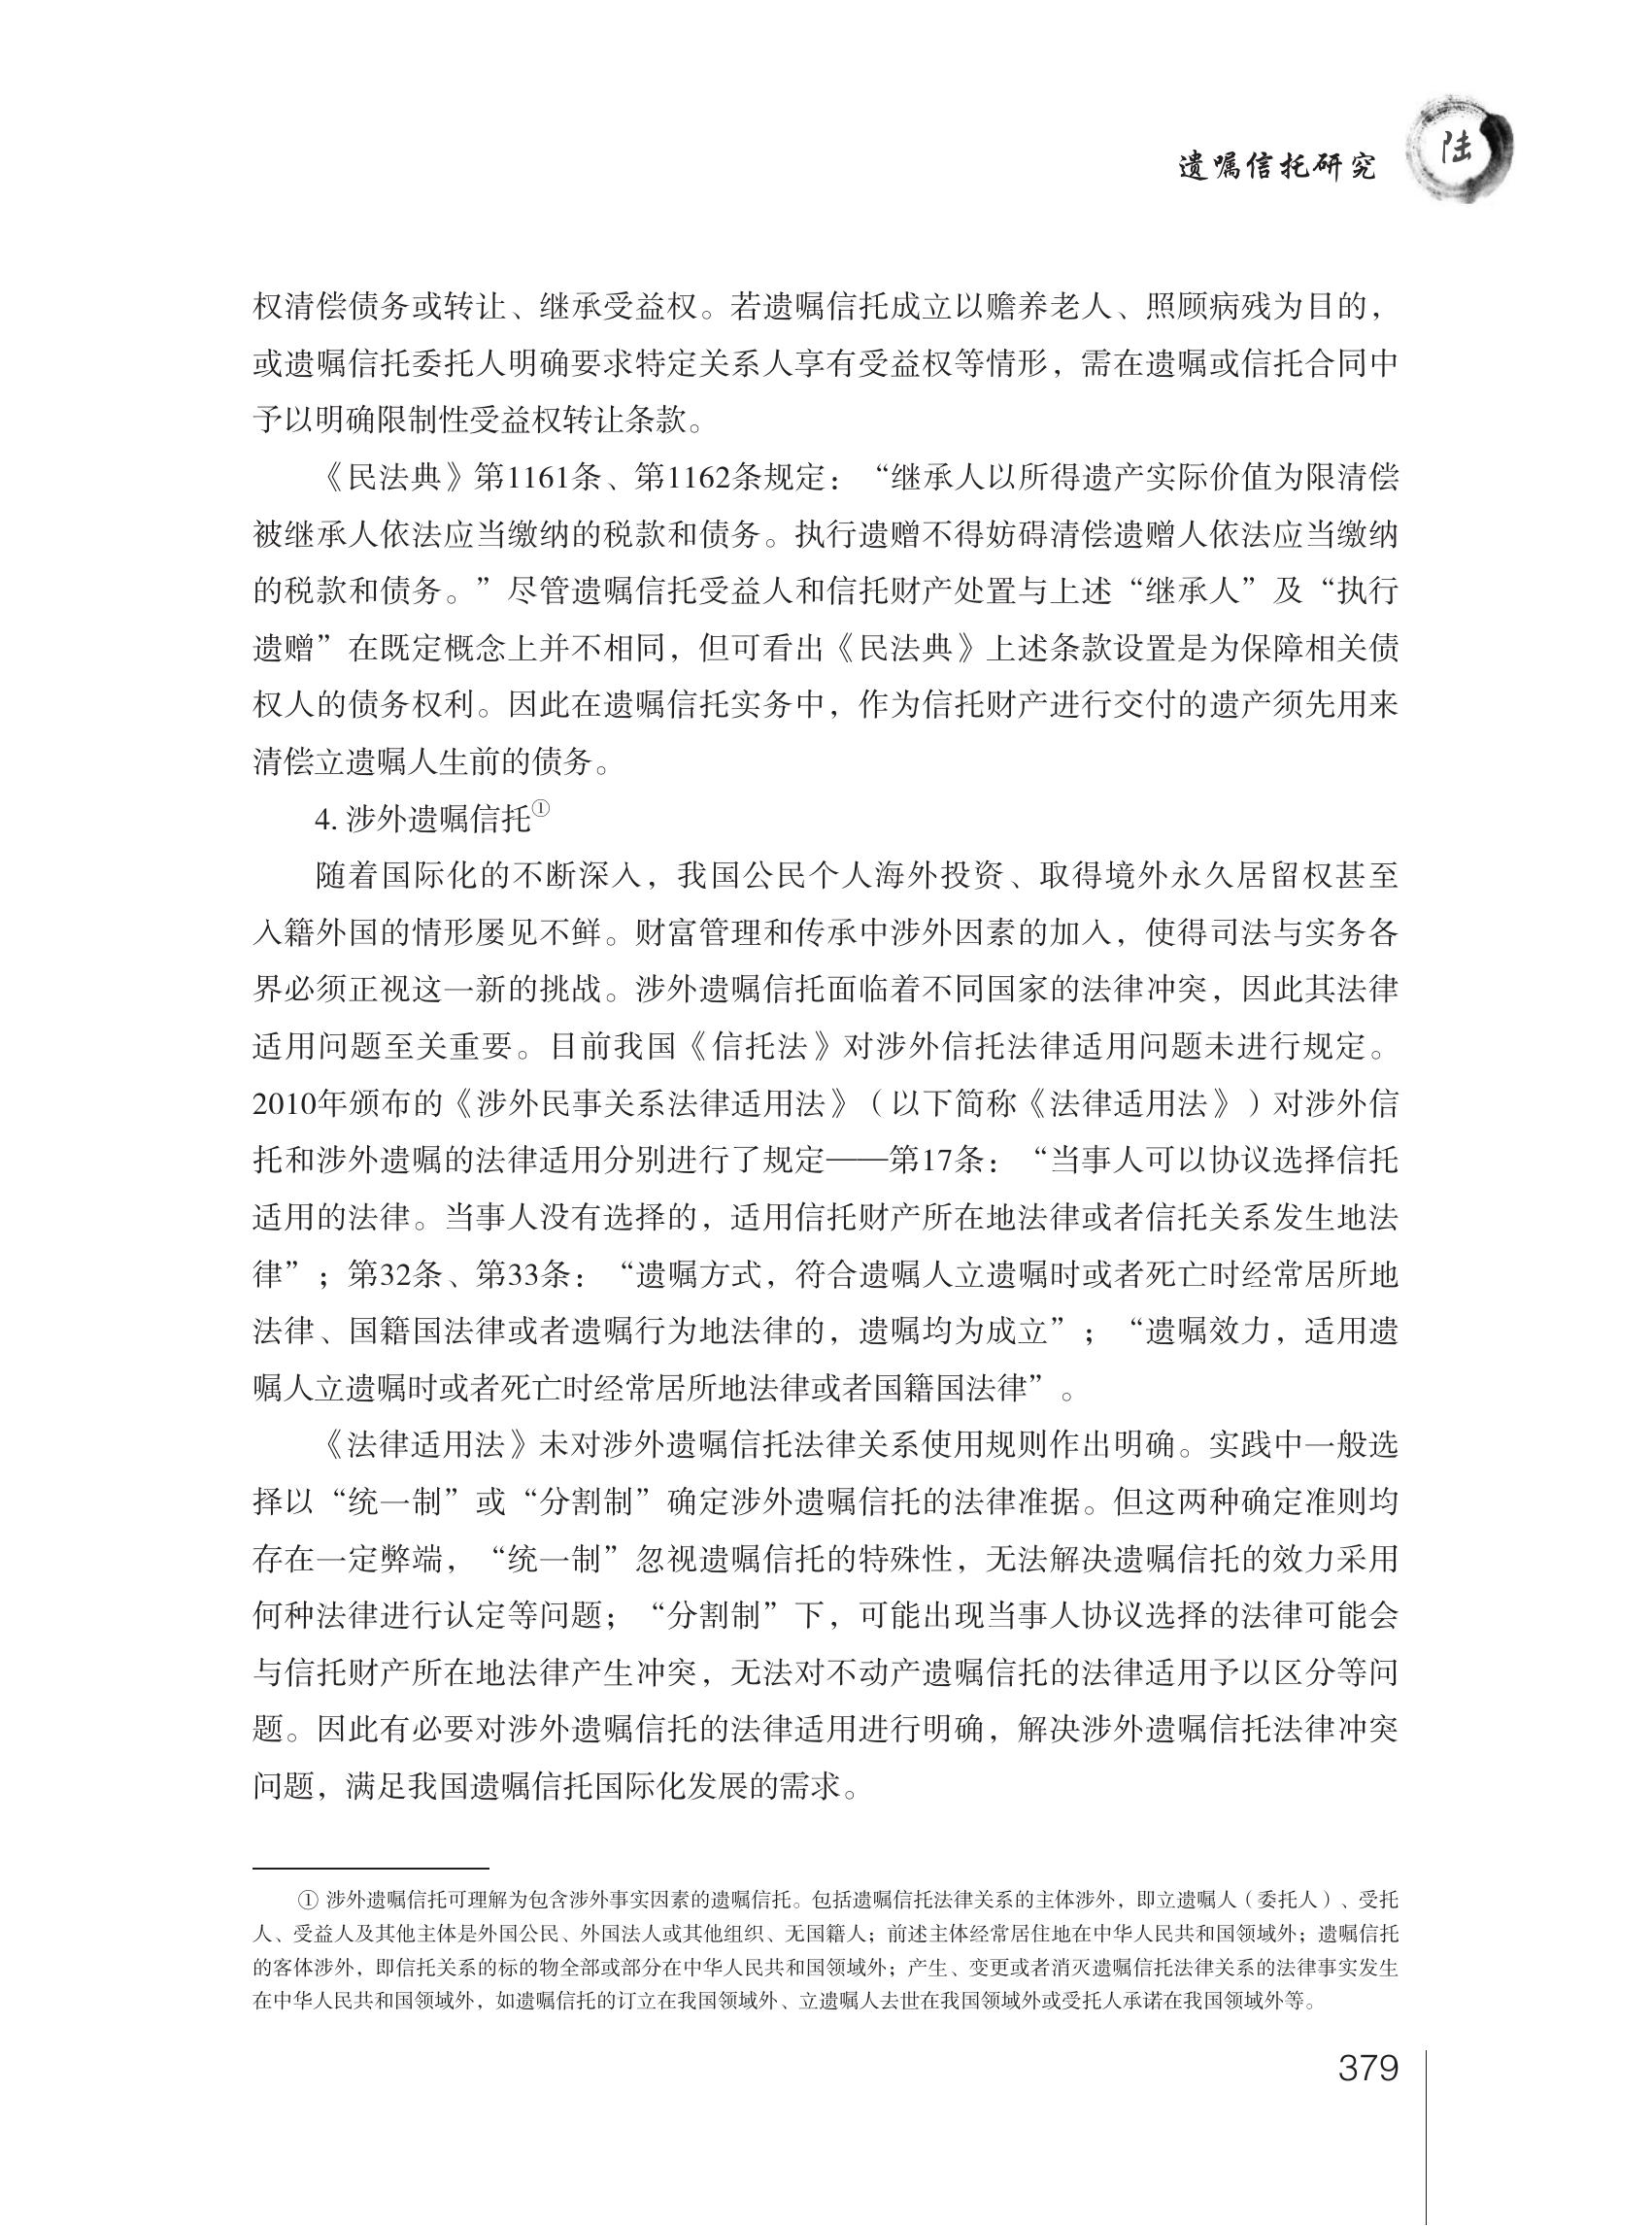 遗嘱信托研究
陆
权清偿债务或转让、继承受益权。若遗嘱信托成立以赡养老人、照顾病残为目的，
或遗嘱信托委托人明确要求特定关系人享有受益权等情形，需在遗嘱或信托合同中
予以明确限制性受益权转让条款。
《民法典》第1161条、第1162条规定：“继承人以所得遗产实际价值为限清偿
被继承人依法应当缴纳的税款和债务。执行遗赠不得妨碍清偿遗赠人依法应当缴纳
的税款和债务。”尽管遗嘱信托受益人和信托财产处置与上述“继承人”及“执行
遗赠”在既定概念上并不相同，但可看出《民法典》上述条款设置是为保障相关债
权人的债务权利。因此在遗嘱信托实务中，作为信托财产进行交付的遗产须先用来
清偿立遗嘱人生前的债务。
4. 涉外遗嘱信托①
随着国际化的不断深入，我国公民个人海外投资、取得境外永久居留权甚至
入籍外国的情形屡见不鲜。财富管理和传承中涉外因素的加入，使得司法与实务各
界必须正视这一新的挑战。涉外遗嘱信托面临着不同国家的法律冲突，因此其法律
适用问题至关重要。目前我国《信托法》对涉外信托法律适用问题未进行规定。
2010年颁布的《涉外民事关系法律适用法》（以下简称《法律适用法》）对涉外信
托和涉外遗嘱的法律适用分别进行了规定——第17条：“当事人可以协议选择信托
适用的法律。当事人没有选择的，适用信托财产所在地法律或者信托关系发生地法
律”；第32条、第33条：“遗嘱方式，符合遗嘱人立遗嘱时或者死亡时经常居所地
法律、国籍国法律或者遗嘱行为地法律的，遗嘱均为成立”；“遗嘱效力，适用遗
嘱人立遗嘱时或者死亡时经常居所地法律或者国籍国法律”。
《法律适用法》未对涉外遗嘱信托法律关系使用规则作出明确。实践中一般选
择以“统一制”或“分割制”确定涉外遗嘱信托的法律准据。但这两种确定准则均
存在一定弊端，“统一制”忽视遗嘱信托的特殊性，无法解决遗嘱信托的效力采用
何种法律进行认定等问题；“分割制”下，可能出现当事人协议选择的法律可能会
与信托财产所在地法律产生冲突，无法对不动产遗嘱信托的法律适用予以区分等问
题。因此有必要对涉外遗嘱信托的法律适用进行明确，解决涉外遗嘱信托法律冲突
问题，满足我国遗嘱信托国际化发展的需求。
① 涉外遗嘱信托可理解为包含涉外事实因素的遗嘱信托。包括遗嘱信托法律关系的主体涉外，即立遗嘱人（委托人）、受托
人、受益人及其他主体是外国公民、外国法人或其他组织、无国籍人；前述主体经常居住地在中华人民共和国领域外；遗嘱信托
的客体涉外，即信托关系的标的物全部或部分在中华人民共和国领域外；产生、变更或者消灭遗嘱信托法律关系的法律事实发生
在中华人民共和国领域外，如遗嘱信托的订立在我国领域外、立遗嘱人去世在我国领域外或受托人承诺在我国领域外等。
379